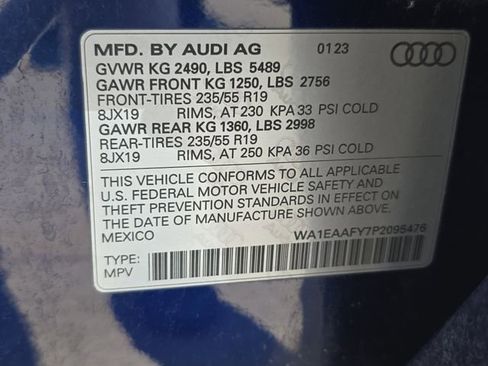 MFD. BY AUDI AG 01 23
GVWR KG 2490, LBS 5489
GAWR FRONT KG 1250, LBS 2756
FRONT-TIRES 235/55 R19
8JX19 RIMS, AT 230 KPA 33 PSI COLD
GAWR REAR KG 1360, LBS 2998
REAR-TIRES 235/55 R19
8JX19 RIMS, AT 250 KPA 36 PSI COLD
THIS VEHICLE CONFORMS TO ALL APPLICABLE
U.S. FEDERAL MOTOR VEHICLE SAFETY AND
THEFT PREVENTION STANDARDS IN EFFECT ON
THE DATE OF MANUFACTURE SHOWN ABOVE.
MEXICO WA1EAAFY7P2095476
TYPE:
MPV